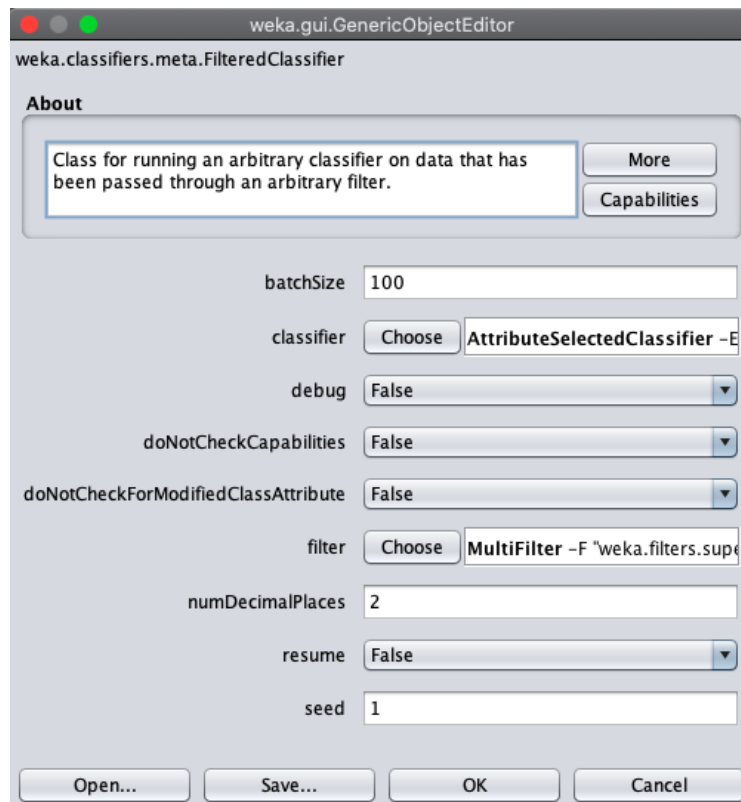 weka.gui.GenericObjectEditor
weka.classifiers.meta.FilteredClassifier
About
Class for running an arbitrary classifier on data that has
been passed through an arbitrary filter.
More
Capabilities
batchSize 100
classifier Choose AttributeSelectedClassifier -E
debug False
doNotCheckCapabilities False
doNotCheckForModifiedClassAttribute False
filter Choose MultiFilter -F "weka.filters.supe
numDecimalPlaces 2
resume False
seed 1
Open... Save... OK Cancel